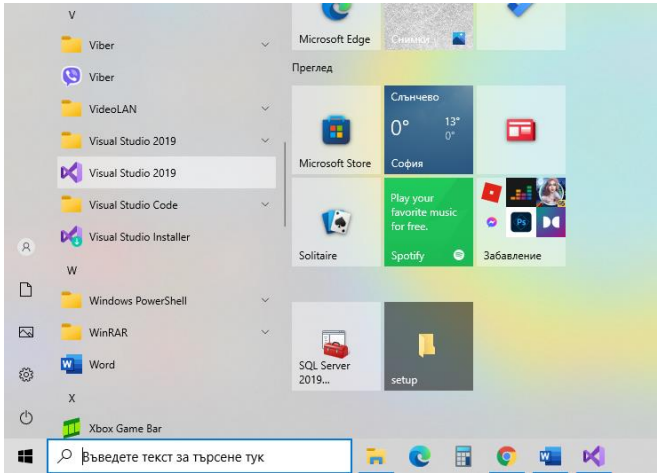 V
Viber
Viber
VideoLAN
Visual Studio 2019
Visual Studio 2019
Visual Studio Code
Visual Studio Installer
W
Windows PowerShell
WinRAR
Word
X
Xbox Game Bar
Microsoft Edge
Снимки
Преглед
Microsoft Store
Слънчево
0°
13°
0°
София
Solitaire
Play your
favorite music
for free.
Spotify
Ps
Забавление
SQL Server
2019...
setup
Въведете текст за търсене тук